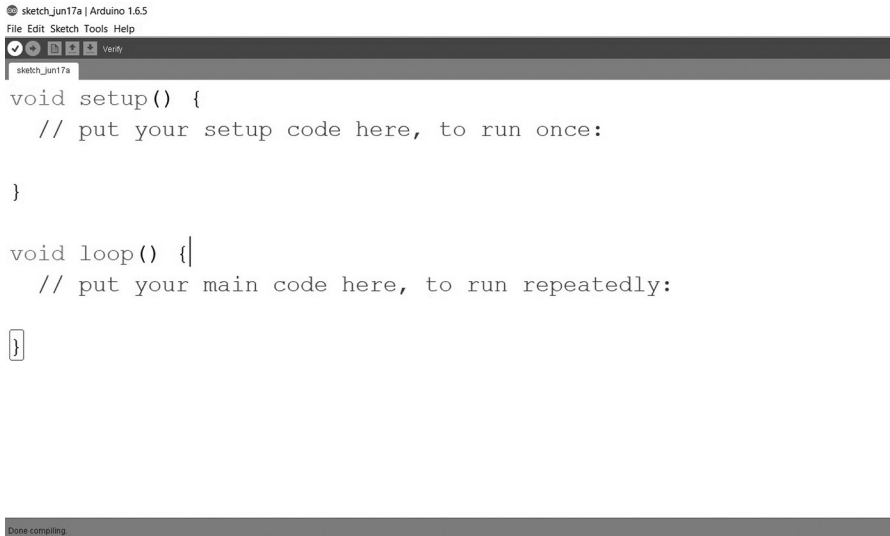 sketch_jun17a | Arduino 1.6.5
File Edit Sketch Tools Help
Verify
sketch_jun17a
void setup() {
  // put your setup code here, to run once:
}
void loop() {
  // put your main code here, to run repeatedly:
}
Done compiling.